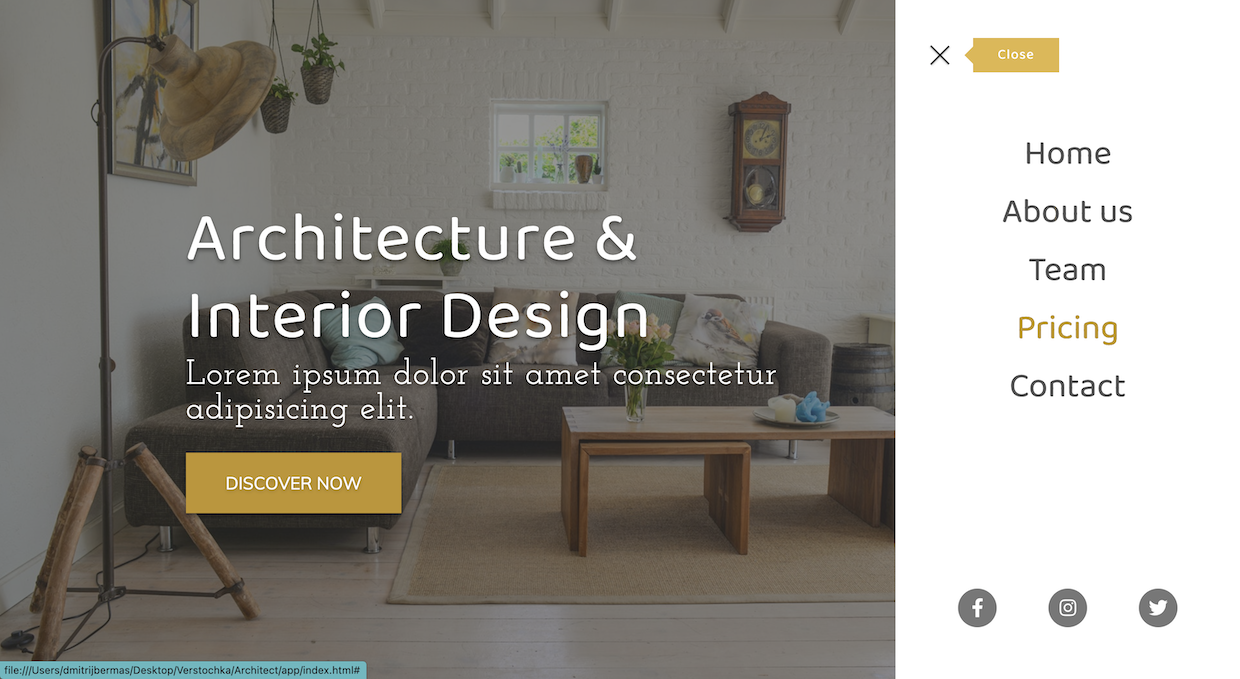 Close
Home
About us
Team
Pricing
Contact
Architecture &
Interior Design
Lorem ipsum dolor sit amet consectetur
adipisicing elit.
DISCOVER NOW
file:///Users/dmitrijbermas/Desktop/Verstochka/Architect/app/index.html#